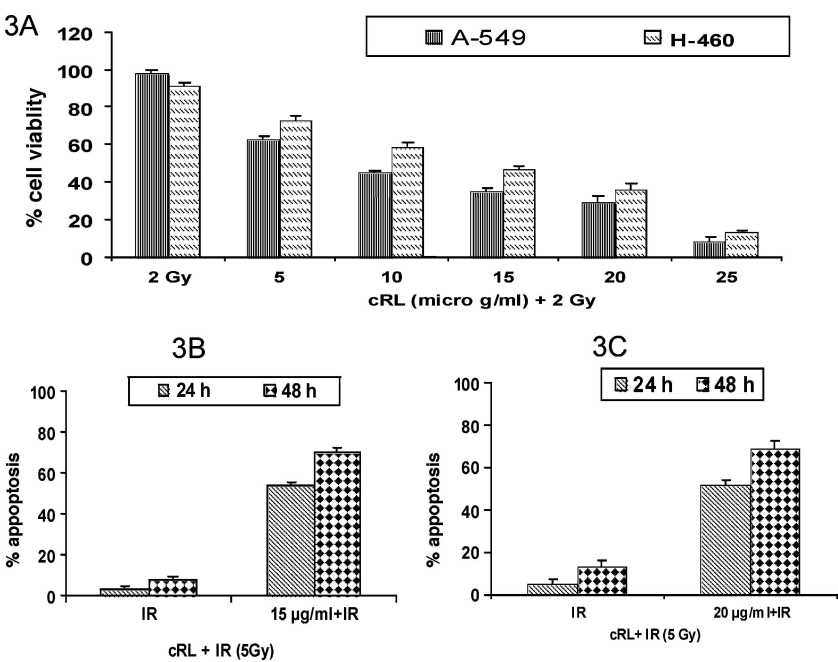 3A
A-549 H-460
120
100
80
60
40
20
0
% cell viablity
2 Gy 5 10 15 20 25
cRL (micro g/ml) + 2 Gy
3B
24 h 48 h
100
80
60
40
20
0
% appoptosis
IR 15 µg/ml+IR
cRL + IR (5Gy)
3C
24 h 48 h
100
80
60
40
20
0
% appoptosis
IR 20 µg/ml+IR
cRL+ IR (5 Gy)